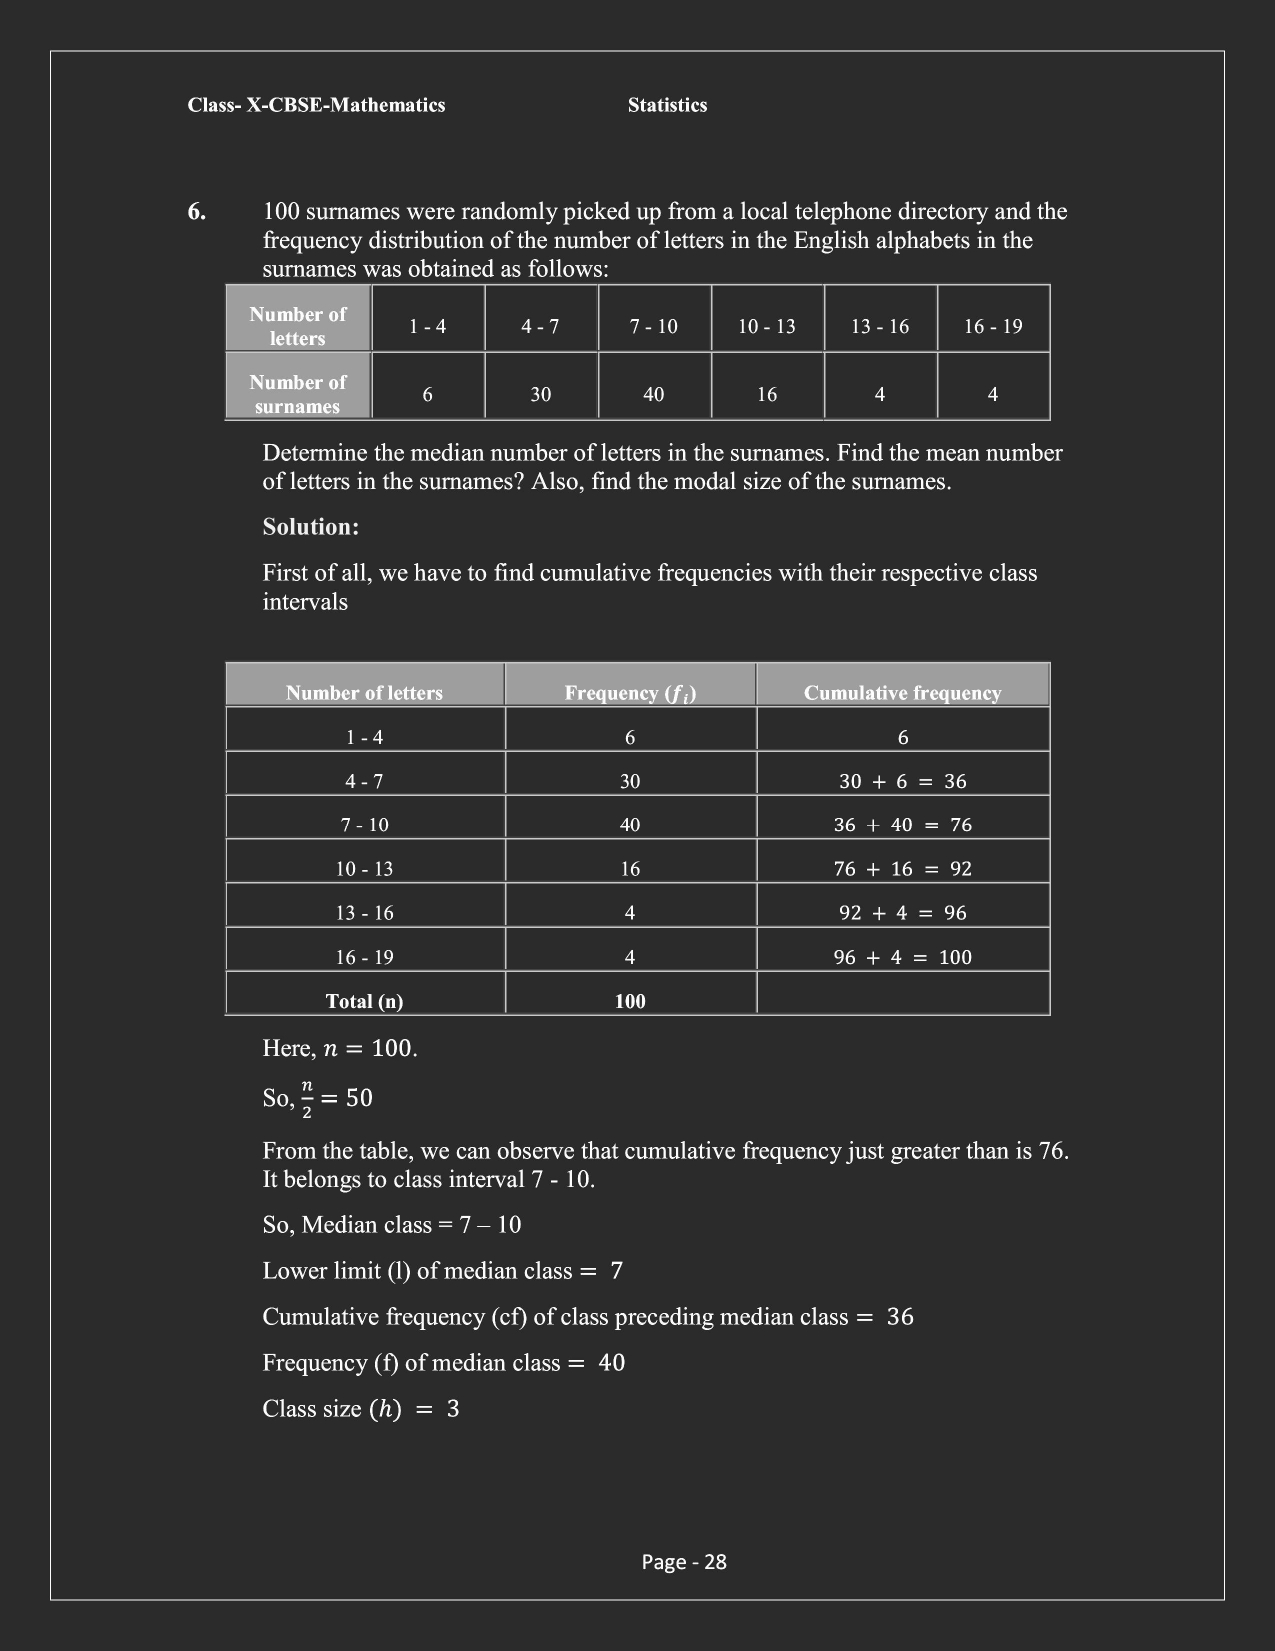 Class- X-CBSE-Mathematics Statistics
6. 100 surnames were randomly picked up from a local telephone directory and the
frequency distribution of the number of letters in the English alphabets in the
surnames was obtained as follows:
Number of letters 1 - 4 4 - 7 7 - 10 10 - 13 13 - 16 16 - 19
Number of surnames 6 30 40 16 4 4
Determine the median number of letters in the surnames. Find the mean number
of letters in the surnames? Also, find the modal size of the surnames.
Solution:
First of all, we have to find cumulative frequencies with their respective class
intervals
Number of letters Frequency (fᵢ) Cumulative frequency
1 - 4 6 6
4 - 7 30 30 + 6 = 36
7 - 10 40 36 + 40 = 76
10 - 13 16 76 + 16 = 92
13 - 16 4 92 + 4 = 96
16 - 19 4 96 + 4 = 100
Total (n) 100
Here, n = 100.
So, n/2 = 50
From the table, we can observe that cumulative frequency just greater than is 76.
It belongs to class interval 7 - 10.
So, Median class = 7 – 10
Lower limit (l) of median class = 7
Cumulative frequency (cf) of class preceding median class = 36
Frequency (f) of median class = 40
Class size (h) = 3
Page - 28